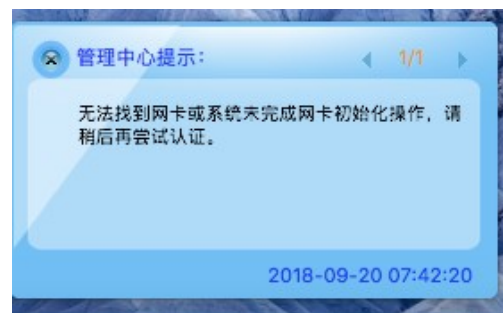 管理中心提示：
1/1
无法找到网卡或系统未完成网卡初始化操作，请
稍后再尝试认证。
2018-09-20 07:42:20